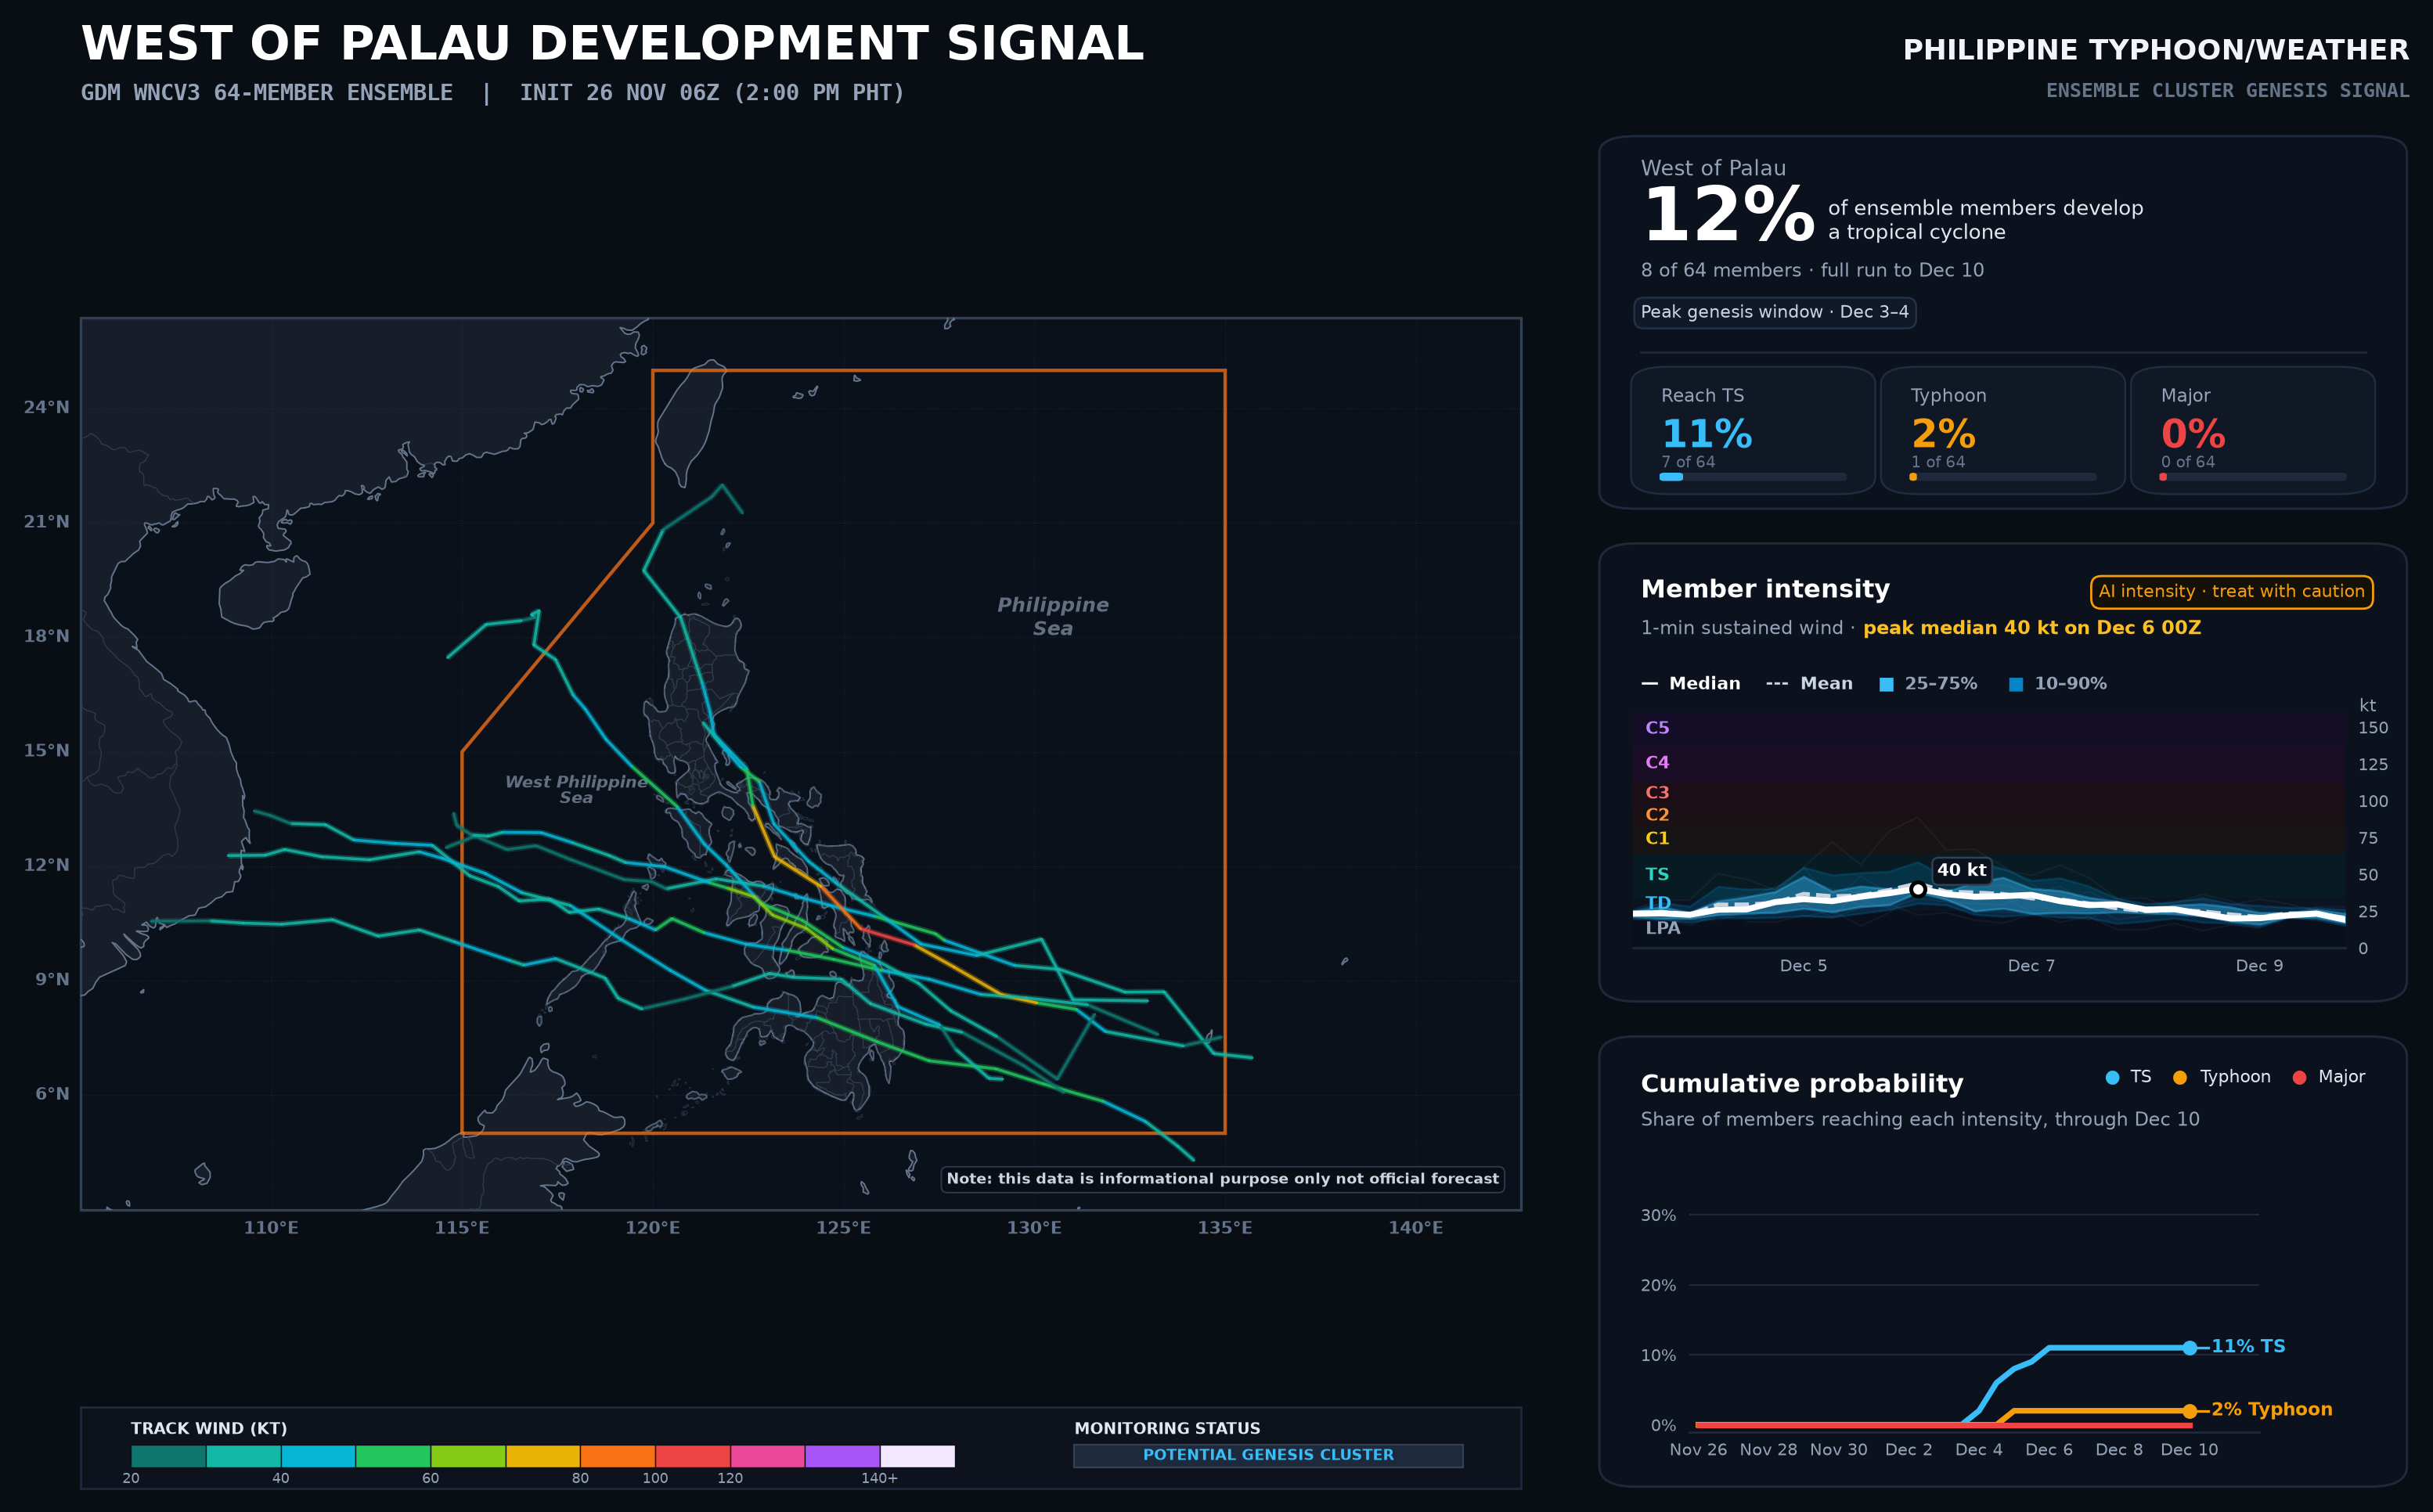 WEST OF PALAU DEVELOPMENT SIGNAL
GDM WNCV3 64-MEMBER ENSEMBLE | INIT 26 NOV 06Z (2:00 PM PHT)
PHILIPPINE TYPHOON/WEATHER
ENSEMBLE CLUSTER GENESIS SIGNAL
24°N
21°N
18°N
15°N
12°N
9°N
6°N
110°E
115°E
120°E
125°E
130°E
135°E
140°E
Philippine
Sea
West Philippine
Sea
Note: this data is informational purpose only not official forecast
TRACK WIND (KT)
20
40
60
80
100
120
140+
MONITORING STATUS
POTENTIAL GENESIS CLUSTER
West of Palau
12%
of ensemble members develop
a tropical cyclone
8 of 64 members · full run to Dec 10
Peak genesis window · Dec 3–4
Reach TS
11%
7 of 64
Typhoon
2%
1 of 64
Major
0%
0 of 64
Member intensity
AI intensity · treat with caution
1-min sustained wind · peak median 40 kt on Dec 6 00Z
Median
Mean
25–75%
10–90%
kt
C5
C4
C3
C2
C1
TS
TD
LPA
150
125
100
75
50
25
0
40 kt
Dec 5
Dec 7
Dec 9
Cumulative probability
TS
Typhoon
Major
Share of members reaching each intensity, through Dec 10
30%
20%
10%
0%
11% TS
2% Typhoon
Nov 26
Nov 28
Nov 30
Dec 2
Dec 4
Dec 6
Dec 8
Dec 10